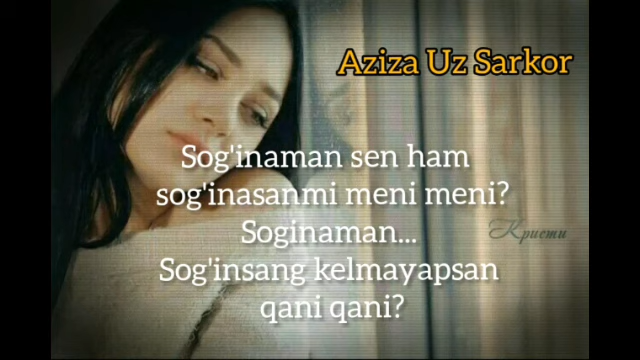 Aziza Uz Sarkor
Sog'inaman sen ham
sog'inasanmi meni meni?
Soginaman...
Кристи
Sog'insang kelmayapsan
qani qani?